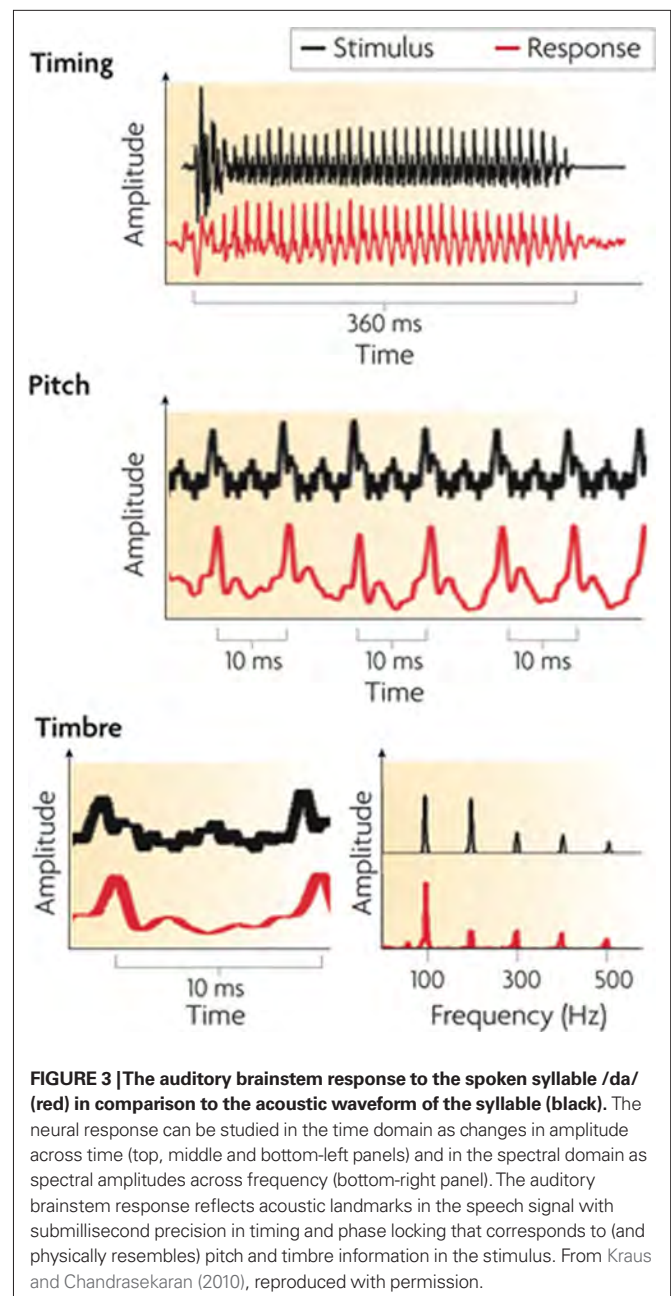 Stimulus Response
Timing
Amplitude
360 ms
Time
Pitch
Amplitude
10 ms 10 ms 10 ms
Time
Timbre
Amplitude
10 ms
Time
Amplitude
100 300 500
Frequency (Hz)
FIGURE 3 | The auditory brainstem response to the spoken syllable /da/
(red) in comparison to the acoustic waveform of the syllable (black). The
neural response can be studied in the time domain as changes in amplitude
across time (top, middle and bottom-left panels) and in the spectral domain as
spectral amplitudes across frequency (bottom-right panel). The auditory
brainstem response reflects acoustic landmarks in the speech signal with
submillisecond precision in timing and phase locking that corresponds to (and
physically resembles) pitch and timbre information in the stimulus. From Kraus
and Chandrasekaran (2010), reproduced with permission.